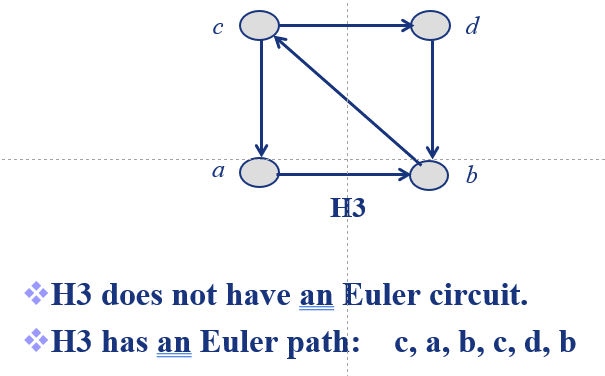 c d
a b
H3
H3 does not have an Euler circuit.
H3 has an Euler path: c, a, b, c, d, b